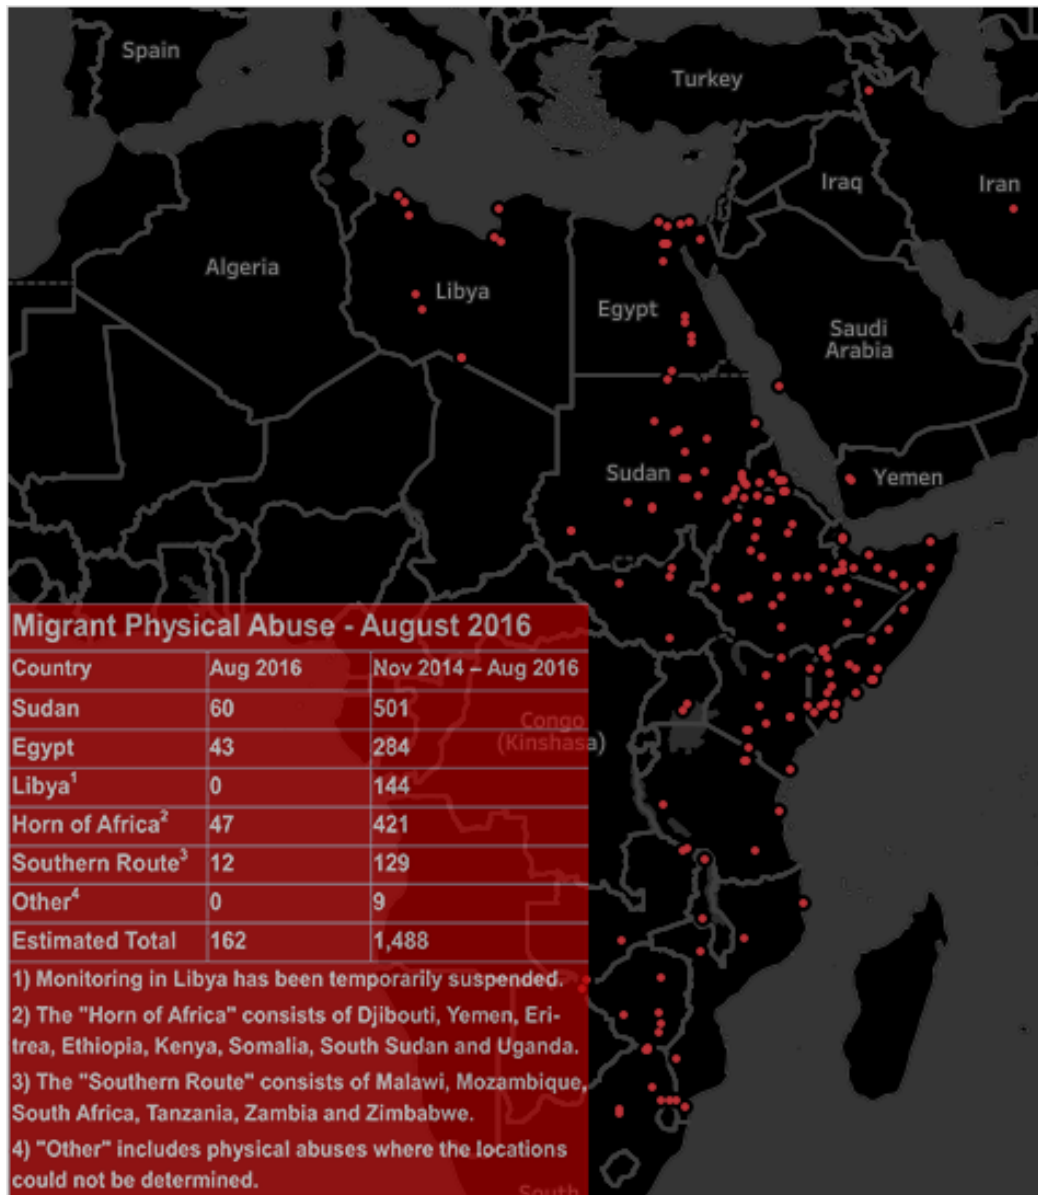 Spain
Turkey
Iraq
Iran
Algeria
Libya
Egypt
Saudi
Arabia
Sudan
Yemen
Congo
(Kinshasa)
Migrant Physical Abuse - August 2016
Country Aug 2016 Nov 2014 – Aug 2016
Sudan 60 501
Egypt 43 284
Libya¹ 0 144
Horn of Africa² 47 421
Southern Route³ 12 129
Other⁴ 0 9
Estimated Total 162 1,488
1) Monitoring in Libya has been temporarily suspended.
2) The "Horn of Africa" consists of Djibouti, Yemen, Eri-
trea, Ethiopia, Kenya, Somalia, South Sudan and Uganda.
3) The "Southern Route" consists of Malawi, Mozambique,
South Africa, Tanzania, Zambia and Zimbabwe.
4) "Other" includes physical abuses where the locations
could not be determined.
South